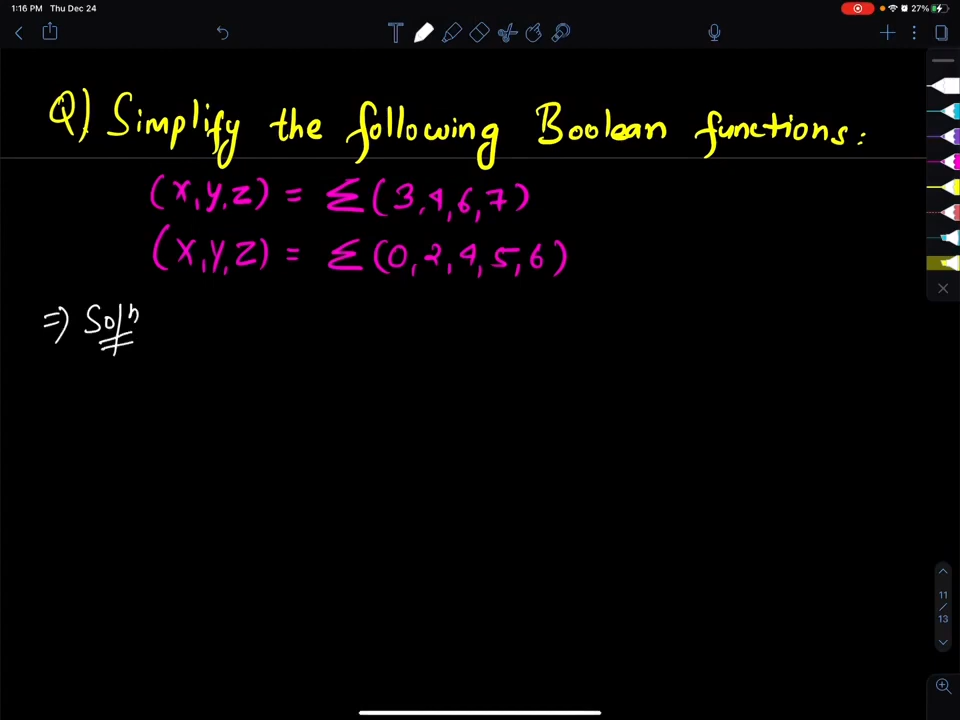 1:16 PM Thu Dec 24
27%
Q) Simplify the following Boolean functions:
(x,y,z) = Σ(3,4,6,7)
(x,y,z) = Σ(0,2,4,5,6)
⇒ Solⁿ
11
/
13